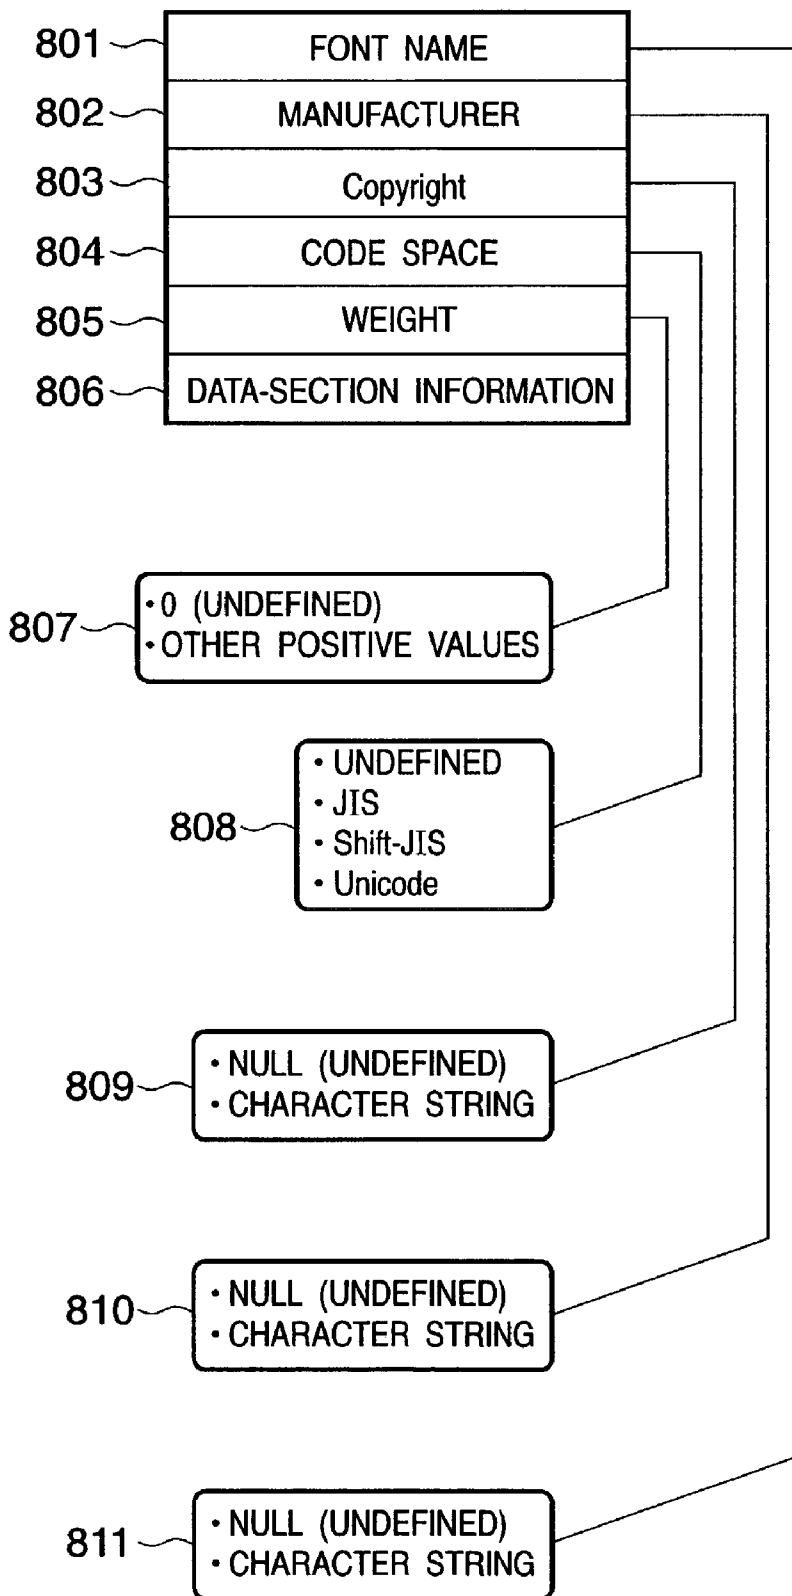 801 FONT NAME
802 MANUFACTURER
803 Copyright
804 CODE SPACE
805 WEIGHT
806 DATA-SECTION INFORMATION
807 ・0 (UNDEFINED)
・OTHER POSITIVE VALUES
808 ・UNDEFINED
・JIS
・Shift-JIS
・Unicode
809 ・NULL (UNDEFINED)
・CHARACTER STRING
810 ・NULL (UNDEFINED)
・CHARACTER STRING
811 ・NULL (UNDEFINED)
・CHARACTER STRING